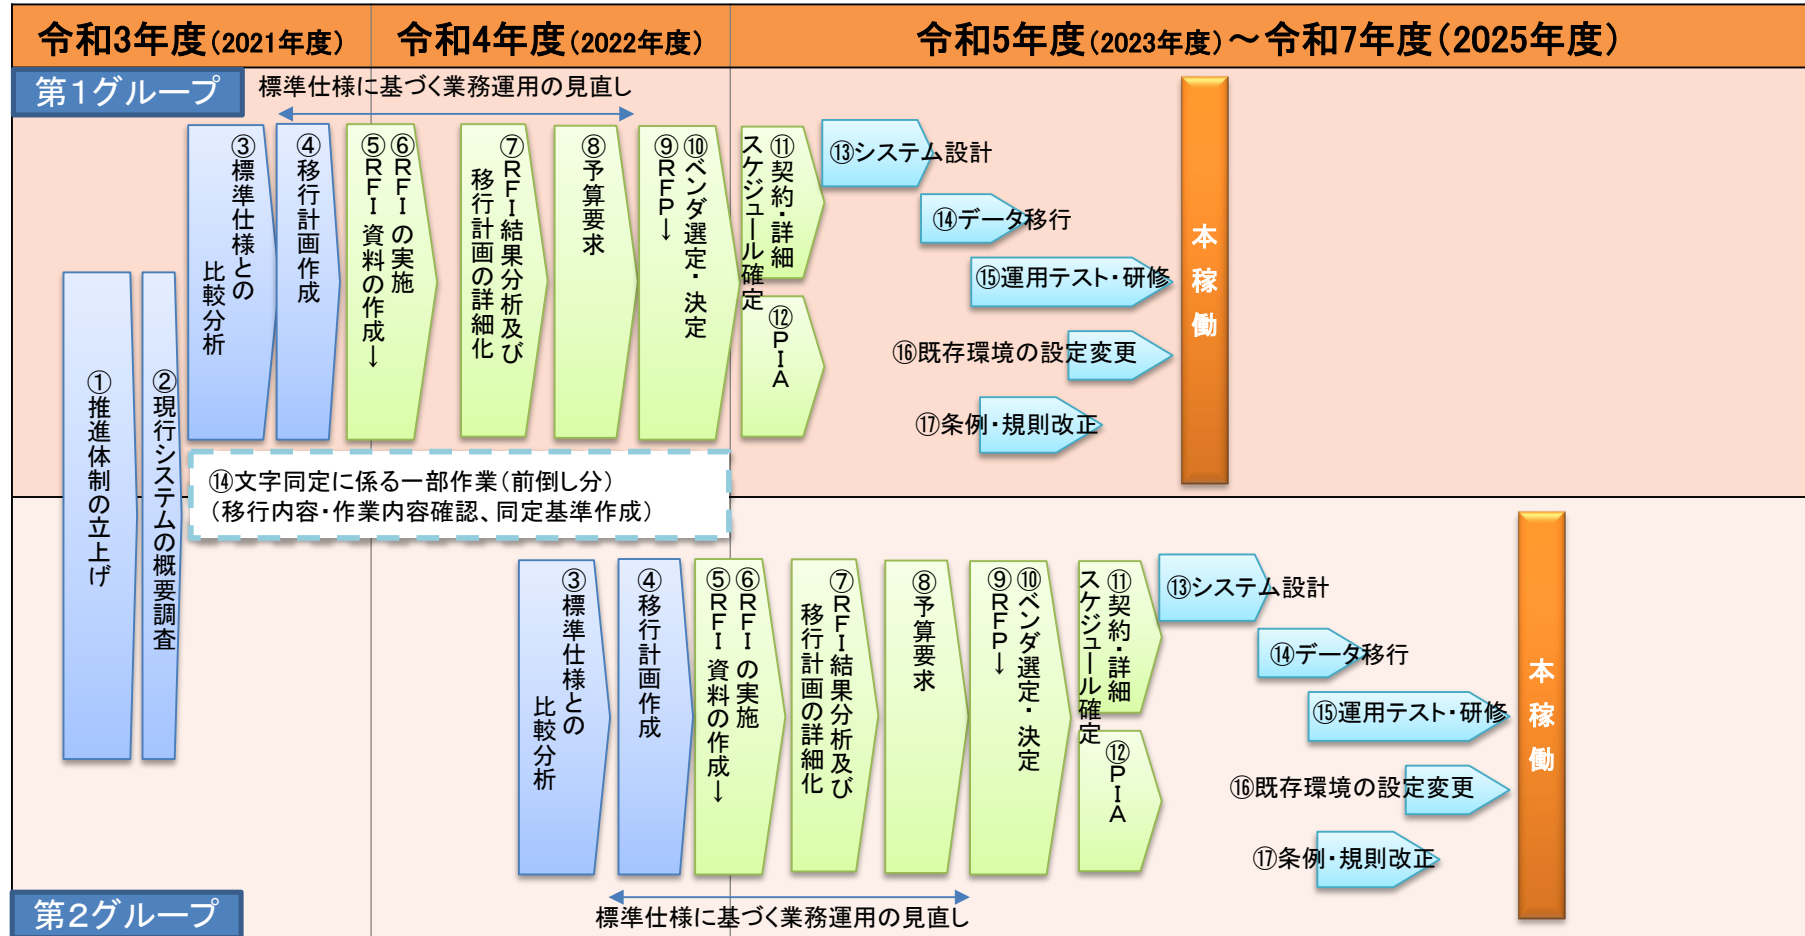 令和3年度(2021年度)
令和4年度(2022年度)
令和5年度(2023年度)～令和7年度(2025年度)
第1グループ
標準仕様に基づく業務運用の見直し
①推進体制の立上げ
②現行システムの概要調査
③標準仕様との
比較分析
④移行計画作成
⑥RFIの実施
⑤RFI資料の作成↓
⑦RFI結果分析及び
移行計画の詳細化
⑧予算要求
⑩ベンダ選定・決定
⑨RFP↓
⑪契約・詳細
スケジュール確定
⑫PIA
⑬システム設計
⑭データ移行
⑮運用テスト・研修
⑯既存環境の設定変更
⑰条例・規則改正
本稼働
⑭文字同定に係る一部作業(前倒し分)
(移行内容・作業内容確認、同定基準作成)
③標準仕様との
比較分析
④移行計画作成
⑥RFIの実施
⑤RFI資料の作成↓
⑦RFI結果分析及び
移行計画の詳細化
⑧予算要求
⑩ベンダ選定・決定
⑨RFP↓
⑪契約・詳細
スケジュール確定
⑫PIA
⑬システム設計
⑭データ移行
⑮運用テスト・研修
⑯既存環境の設定変更
⑰条例・規則改正
本稼働
第2グループ
標準仕様に基づく業務運用の見直し